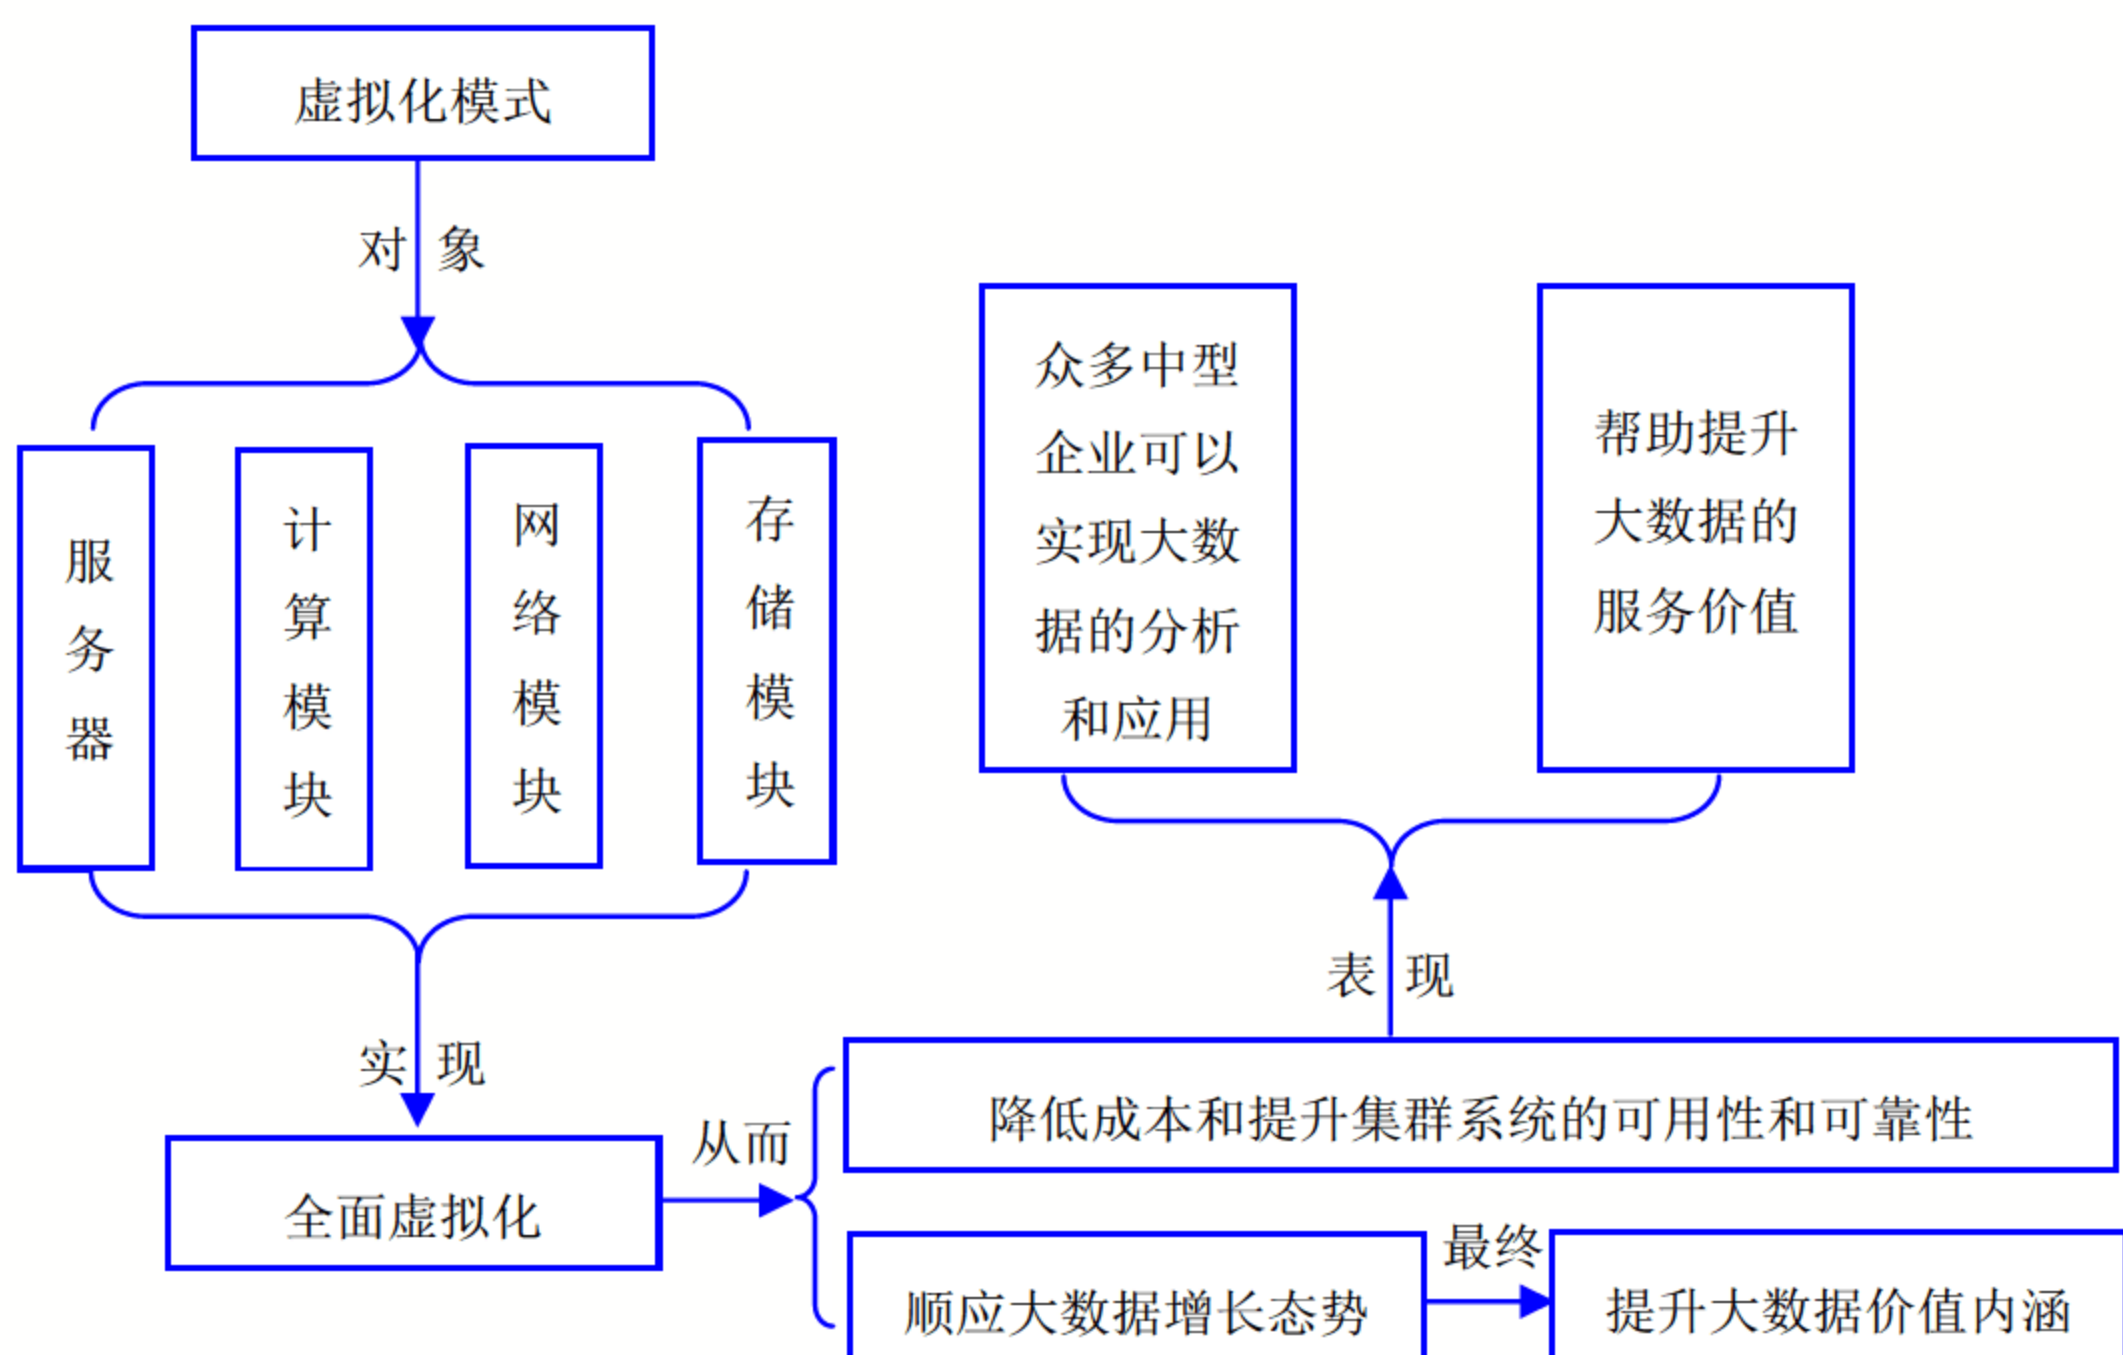 虚拟化模式
对象
服务器
计算模块
网络模块
存储模块
实现
全面虚拟化
从而
众多中型
企业可以
实现大数
据的分析
和应用
帮助提升
大数据的
服务价值
表现
降低成本和提升集群系统的可用性和可靠性
顺应大数据增长态势
最终
提升大数据价值内涵